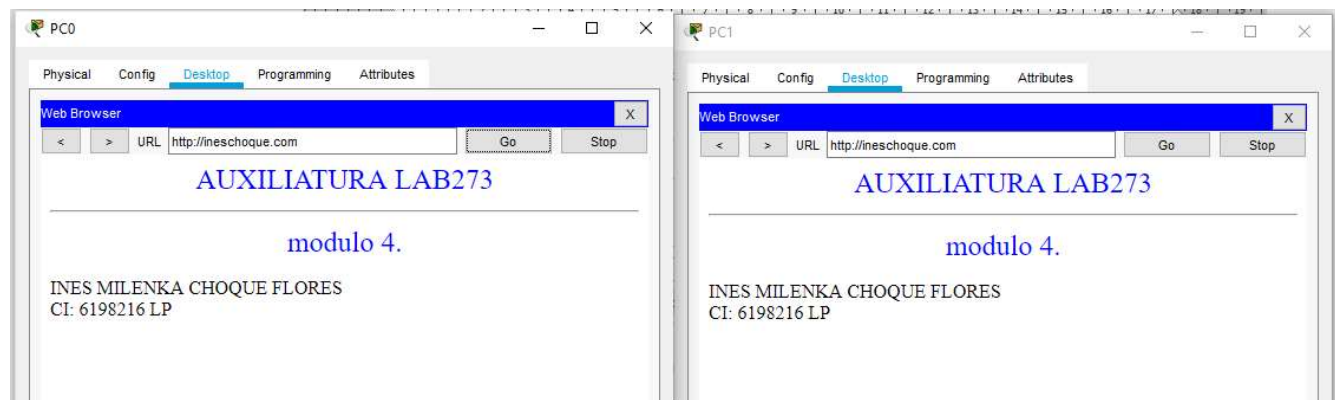 PC0
Physical Config Desktop Programming Attributes
Web Browser X
< > URL http://ineschoque.com Go Stop
AUXILIATURA LAB273
modulo 4.
INES MILENKA CHOQUE FLORES
CI: 6198216 LP
PC1
Physical Config Desktop Programming Attributes
Web Browser X
< > URL http://ineschoque.com Go Stop
AUXILIATURA LAB273
modulo 4.
INES MILENKA CHOQUE FLORES
CI: 6198216 LP